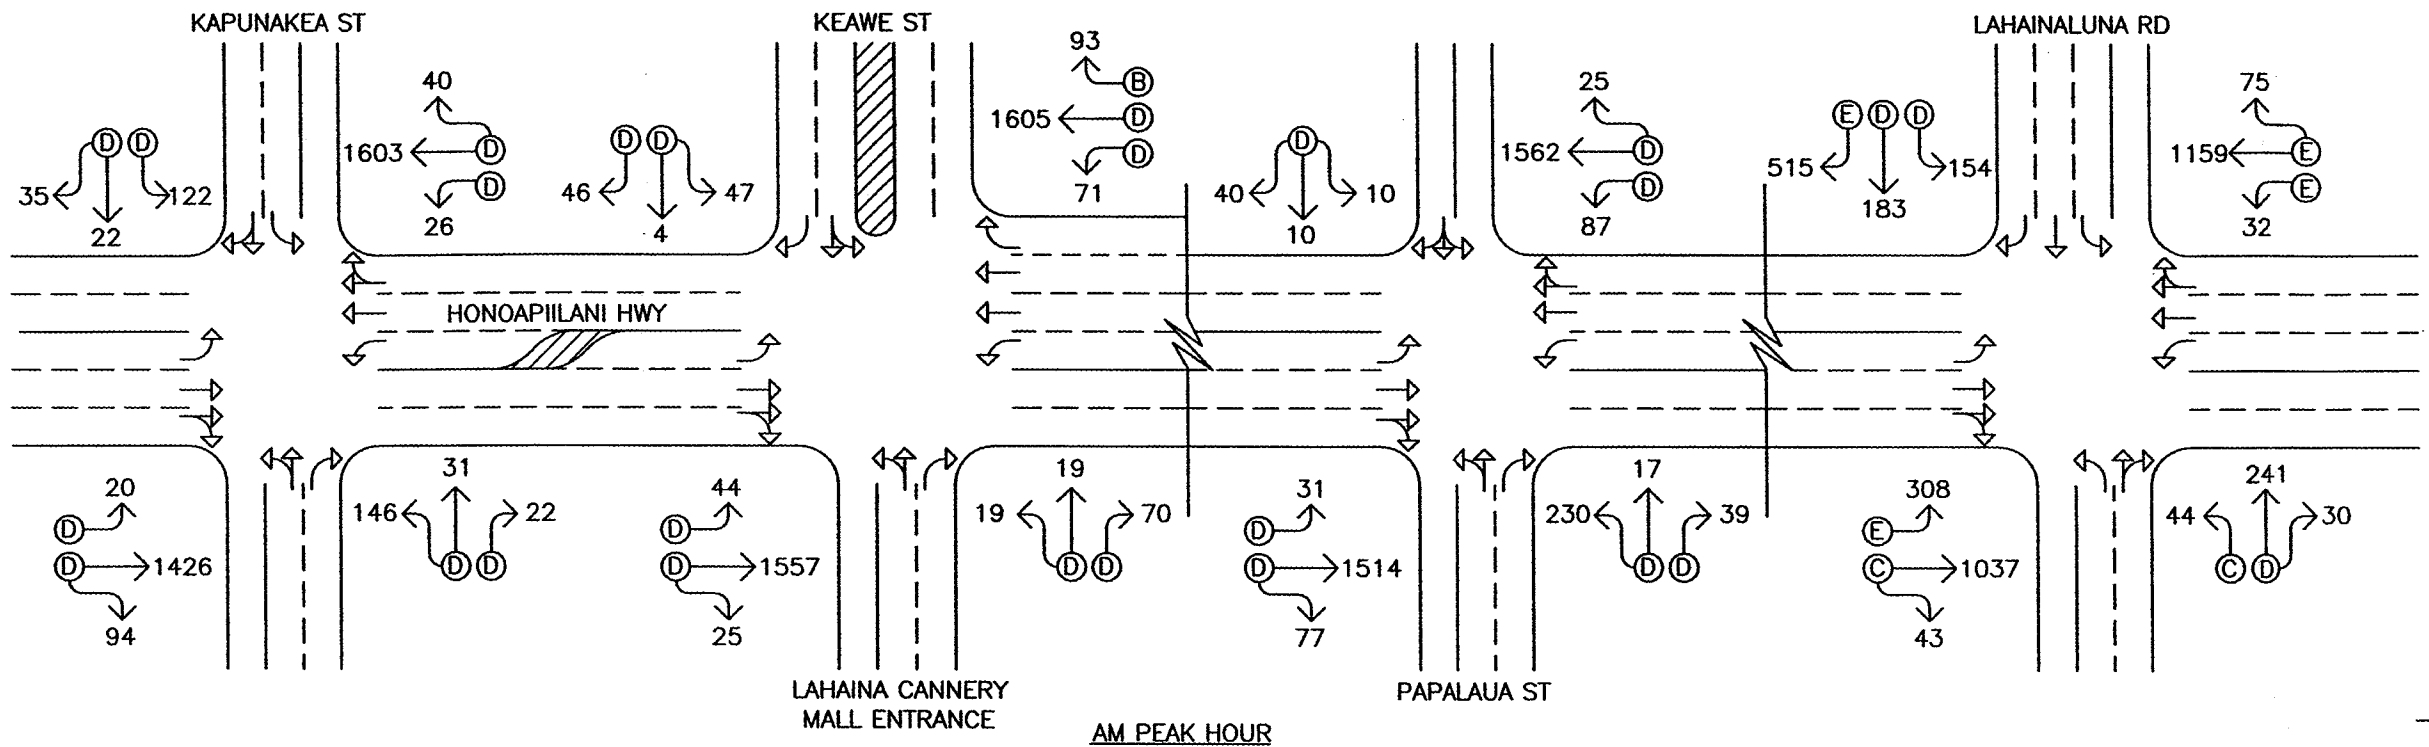 KAPUNAKEA ST
KEAWE ST
LAHAINALUNA RD
35 D D 122
22
40
1603 D
D
26
D D
46 47
4
93
B
1605 D
D
71
D
40 10
10
25
1562 D
D
87
E D D
515 154
183
75
1159 E
E
32
HONOAPIILANI HWY
20
D
D 1426
94
31
146 22
D D
44
D
D 1557
25
19
19 70
D D
31
D
D 1514
77
17
230 39
D D
308
E
C 1037
43
241
44 30
C D
LAHAINA CANNERY
MALL ENTRANCE
PAPALAUA ST
AM PEAK HOUR